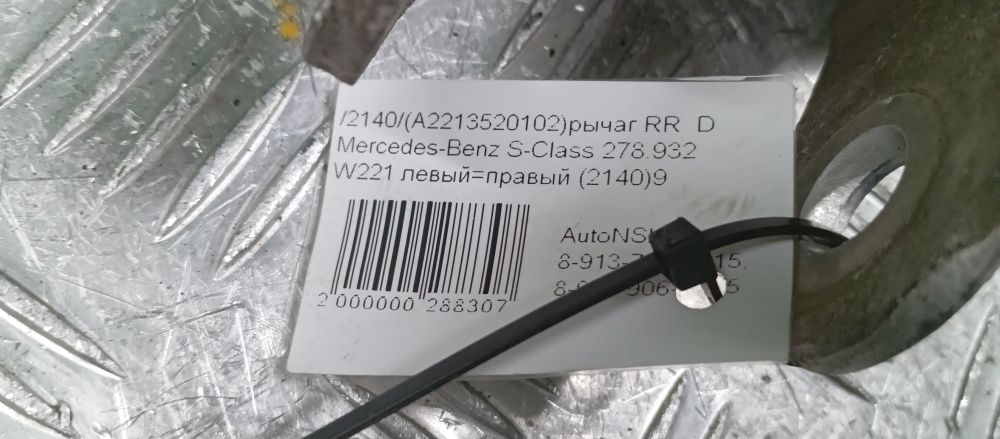 /2140/(A2213520102)рычаг RR D
Mercedes-Benz S-Class 278.932
W221 левый=правый (2140)9
2 000000 288307